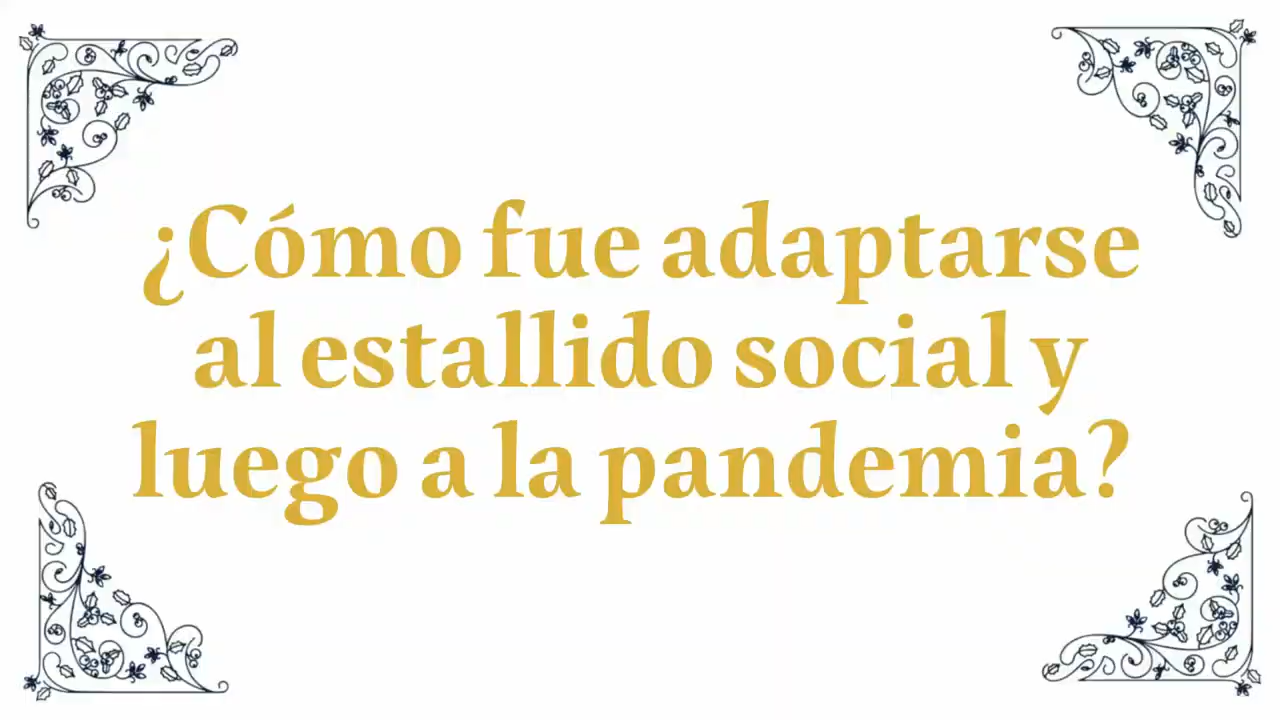 ¿Cómo fue adaptarse
al estallido social y
luego a la pandemia?